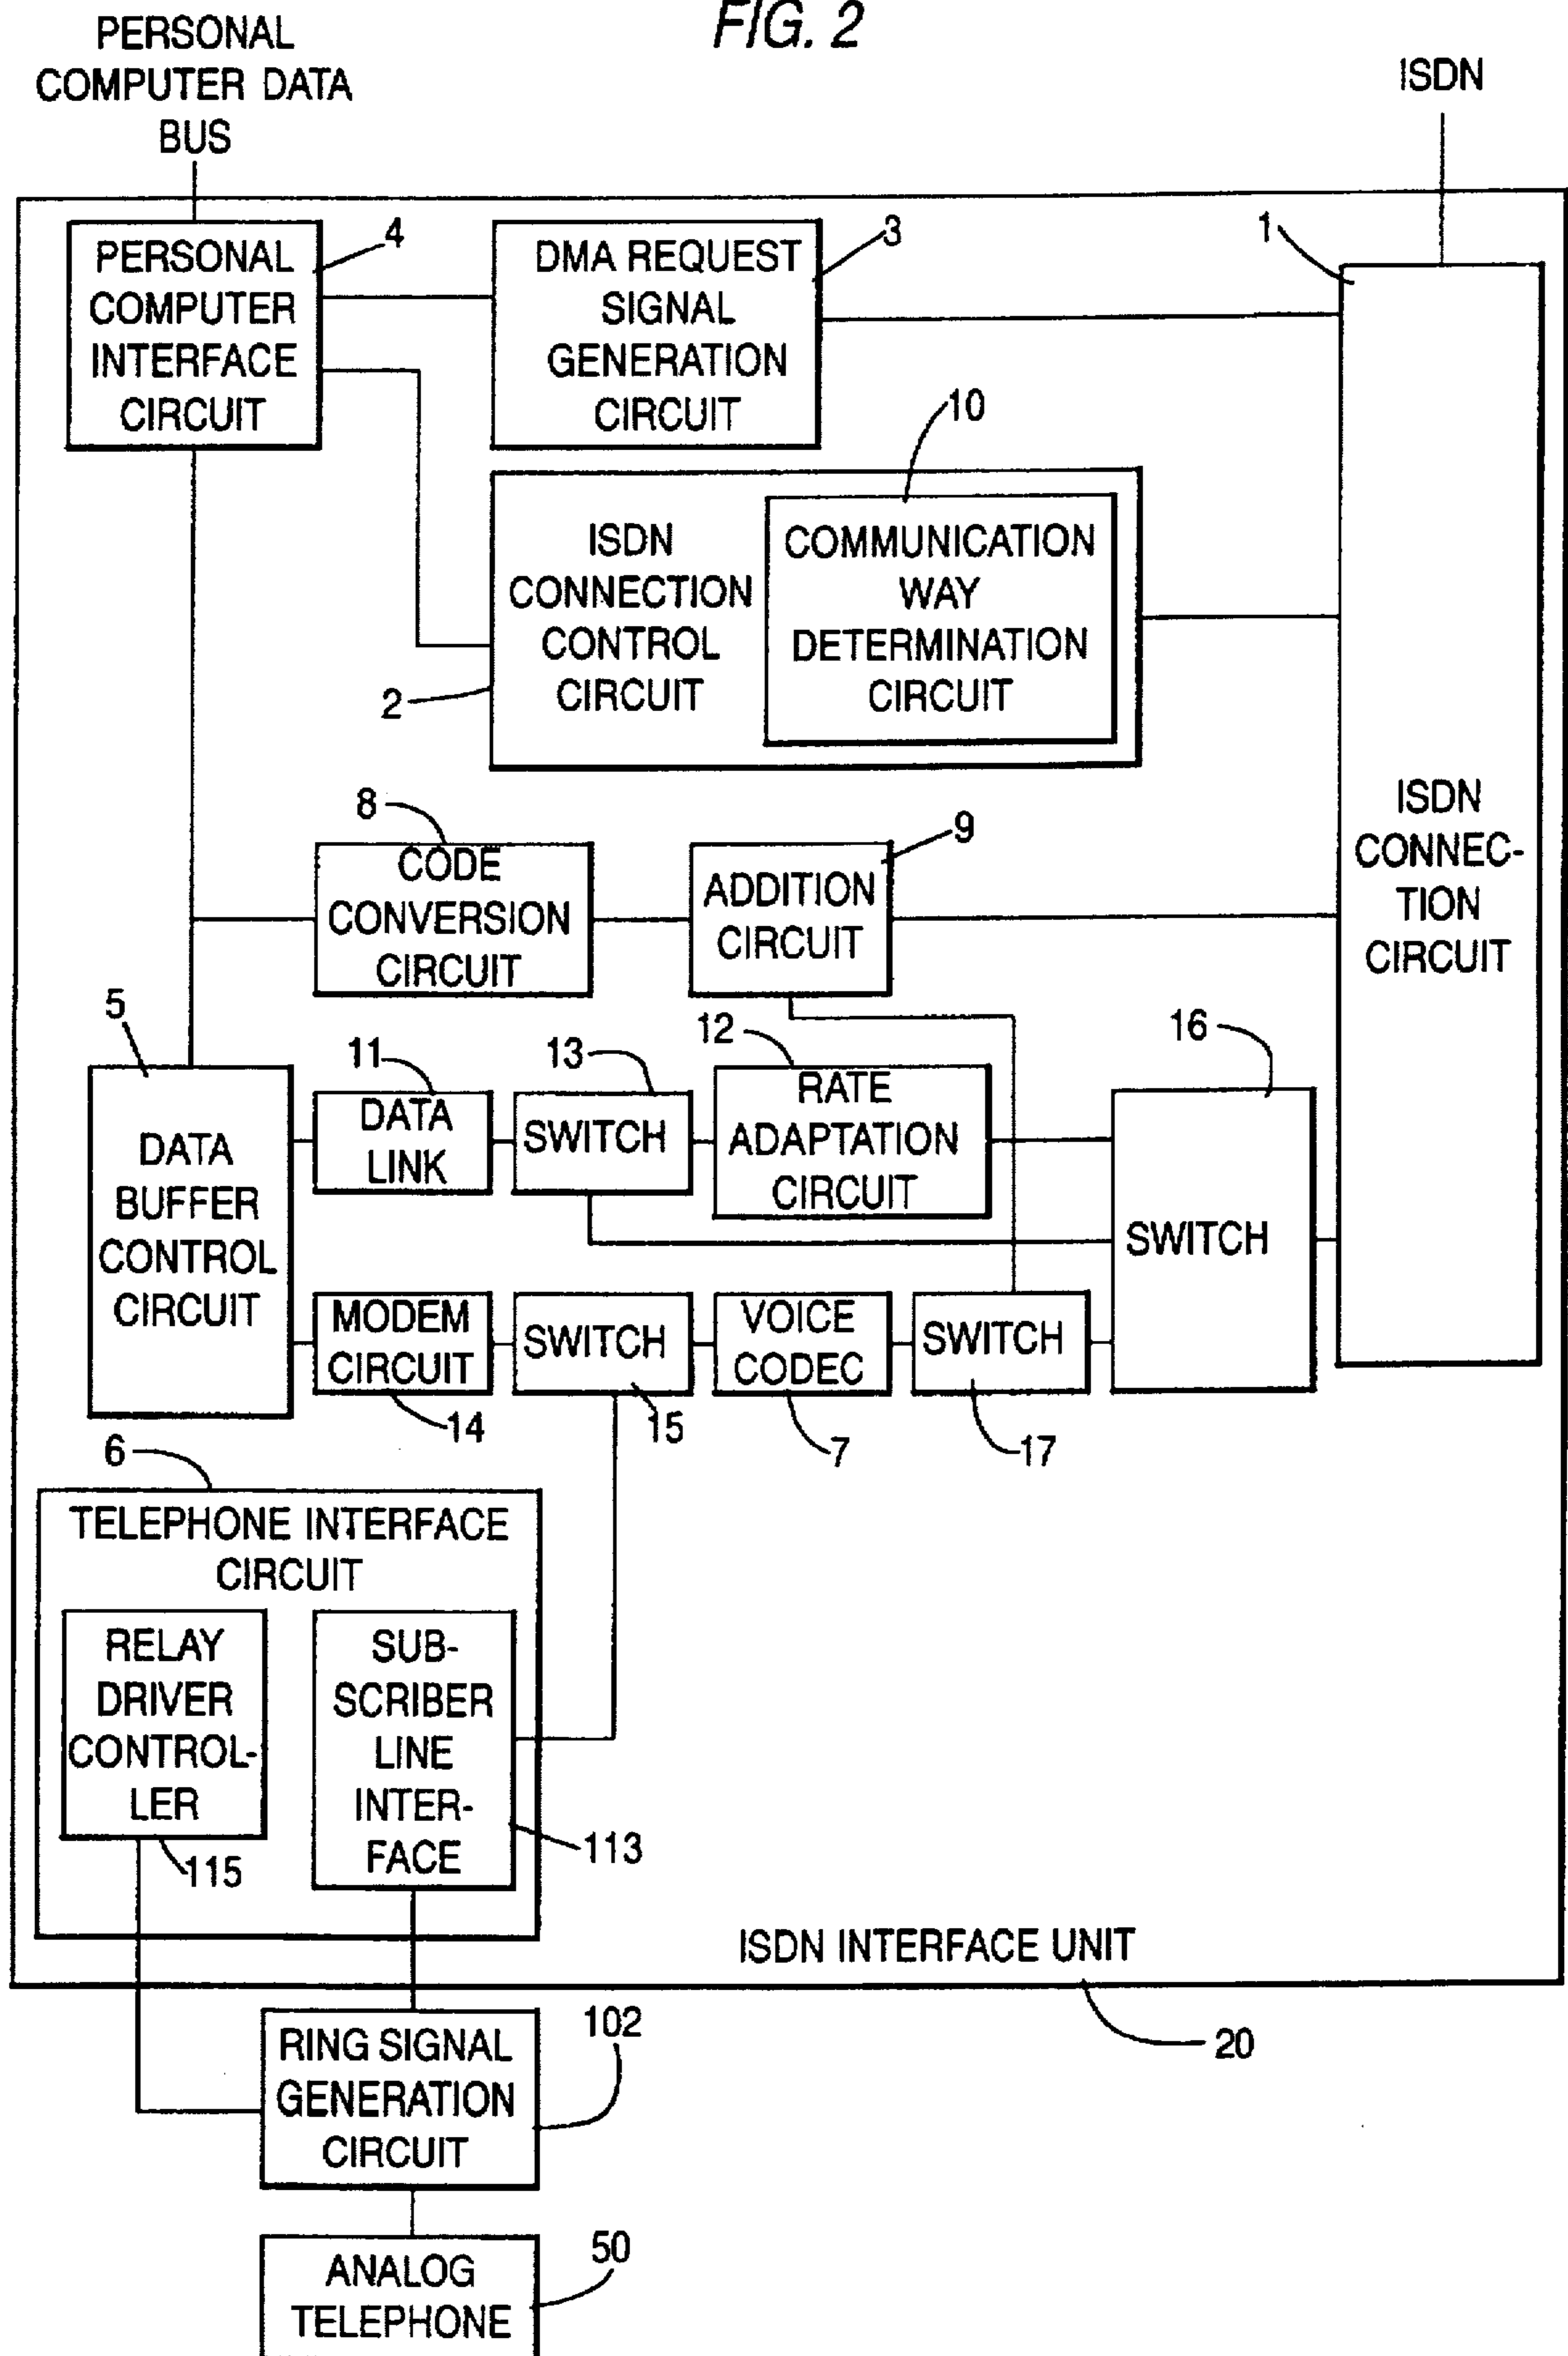 FIG. 2
PERSONAL
COMPUTER DATA
BUS
ISDN
PERSONAL
COMPUTER
INTERFACE
CIRCUIT
4
DMA REQUEST
SIGNAL
GENERATION
CIRCUIT
3
1
10
ISDN
CONNECTION
CONTROL
CIRCUIT
2
COMMUNICATION
WAY
DETERMINATION
CIRCUIT
ISDN
CONNEC-
TION
CIRCUIT
8
CODE
CONVERSION
CIRCUIT
9
ADDITION
CIRCUIT
5
DATA
BUFFER
CONTROL
CIRCUIT
11
DATA
LINK
13
SWITCH
12
RATE
ADAPTATION
CIRCUIT
16
SWITCH
MODEM
CIRCUIT
14
SWITCH
15
VOICE
CODEC
7
SWITCH
17
6
TELEPHONE INTERFACE
CIRCUIT
RELAY
DRIVER
CONTROL-
LER
115
SUB-
SCRIBER
LINE
INTER-
FACE
113
ISDN INTERFACE UNIT
20
RING SIGNAL
GENERATION
CIRCUIT
102
ANALOG
TELEPHONE
50